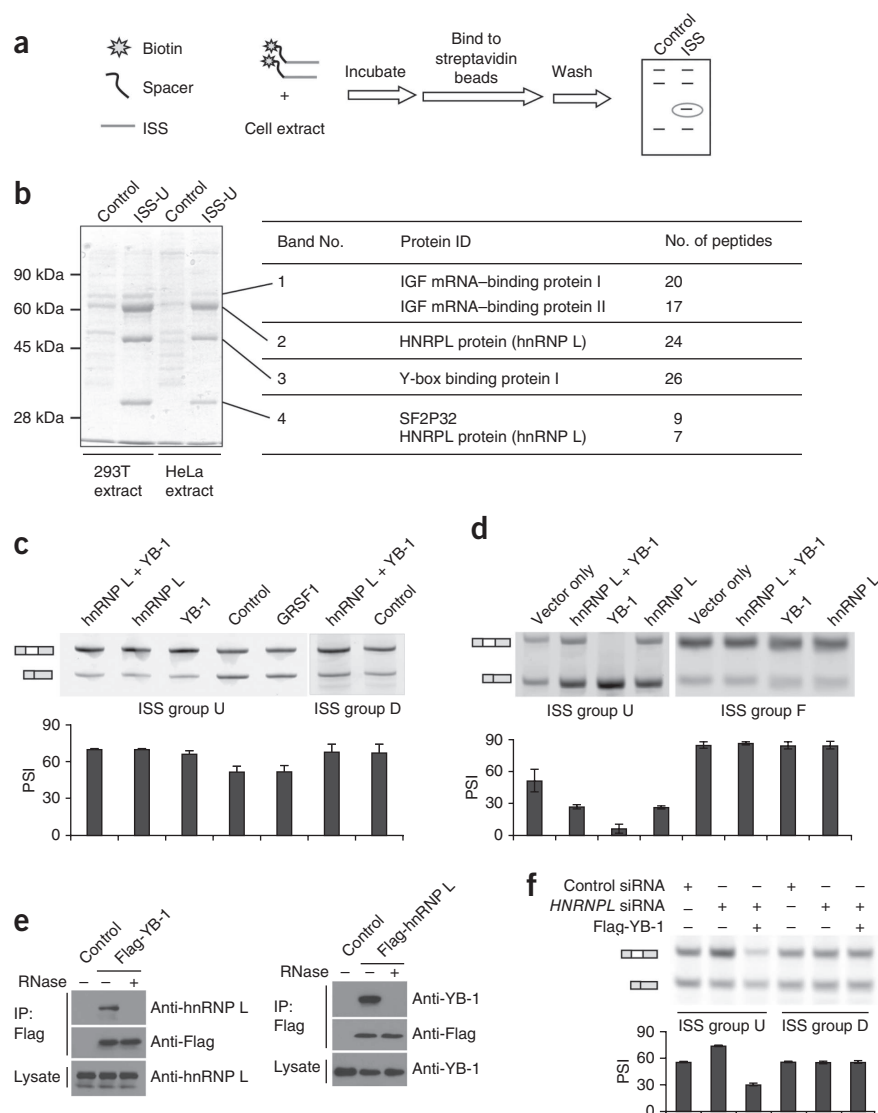 a
Biotin
Spacer
ISS
+
Cell extract
Incubate
Bind to
streptavidin
beads
Wash
Control
ISS
b
Control
ISS-U
Control
ISS-U
90 kDa
60 kDa
45 kDa
28 kDa
293T
extract
HeLa
extract
Band No. Protein ID No. of peptides
1 IGF mRNA–binding protein I 20
IGF mRNA–binding protein II 17
2 HNRPL protein (hnRNP L) 24
3 Y-box binding protein I 26
4 SF2P32 9
HNRPL protein (hnRNP L) 7
c
hnRNP L + YB-1
hnRNP L
YB-1
Control
GRSF1
hnRNP L + YB-1
Control
ISS group U ISS group D
PSI
90
60
30
0
d
Vector only
hnRNP L + YB-1
YB-1
hnRNP L
Vector only
hnRNP L + YB-1
YB-1
hnRNP L
ISS group U ISS group F
PSI
90
60
30
0
e
Control
Flag-YB-1
RNase – – +
IP:
Flag
Anti-hnRNP L
Anti-Flag
Lysate
Anti-hnRNP L
Control
Flag-hnRNP L
RNase – – +
IP:
Flag
Anti-YB-1
Anti-Flag
Lysate
Anti-YB-1
f
Control siRNA + – – + – –
HNRNPL siRNA – + + – + +
Flag-YB-1 – – + – – +
ISS group U ISS group D
PSI
90
60
30
0